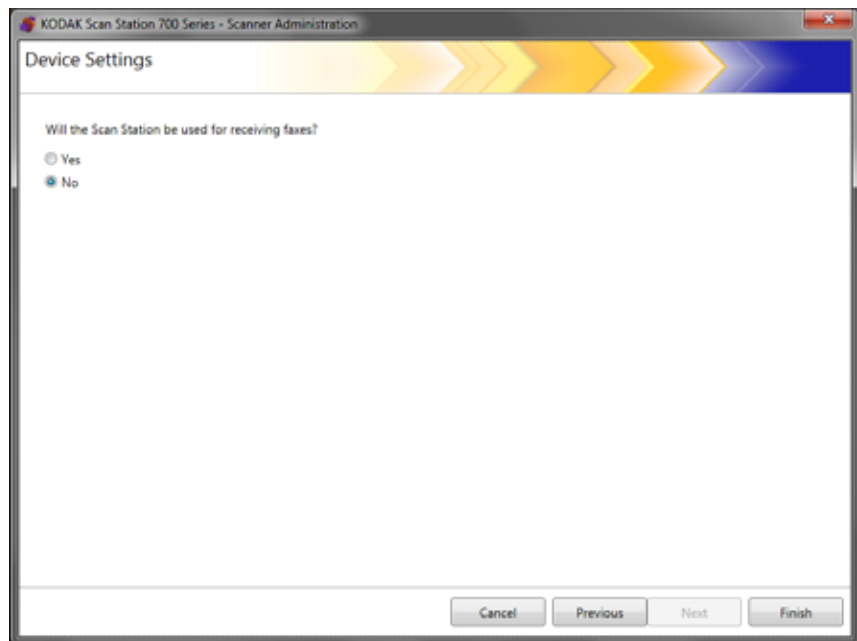 KODAK Scan Station 700 Series - Scanner Administration
Device Settings
Will the Scan Station be used for receiving faxes?
Yes
No
Cancel Previous Next Finish